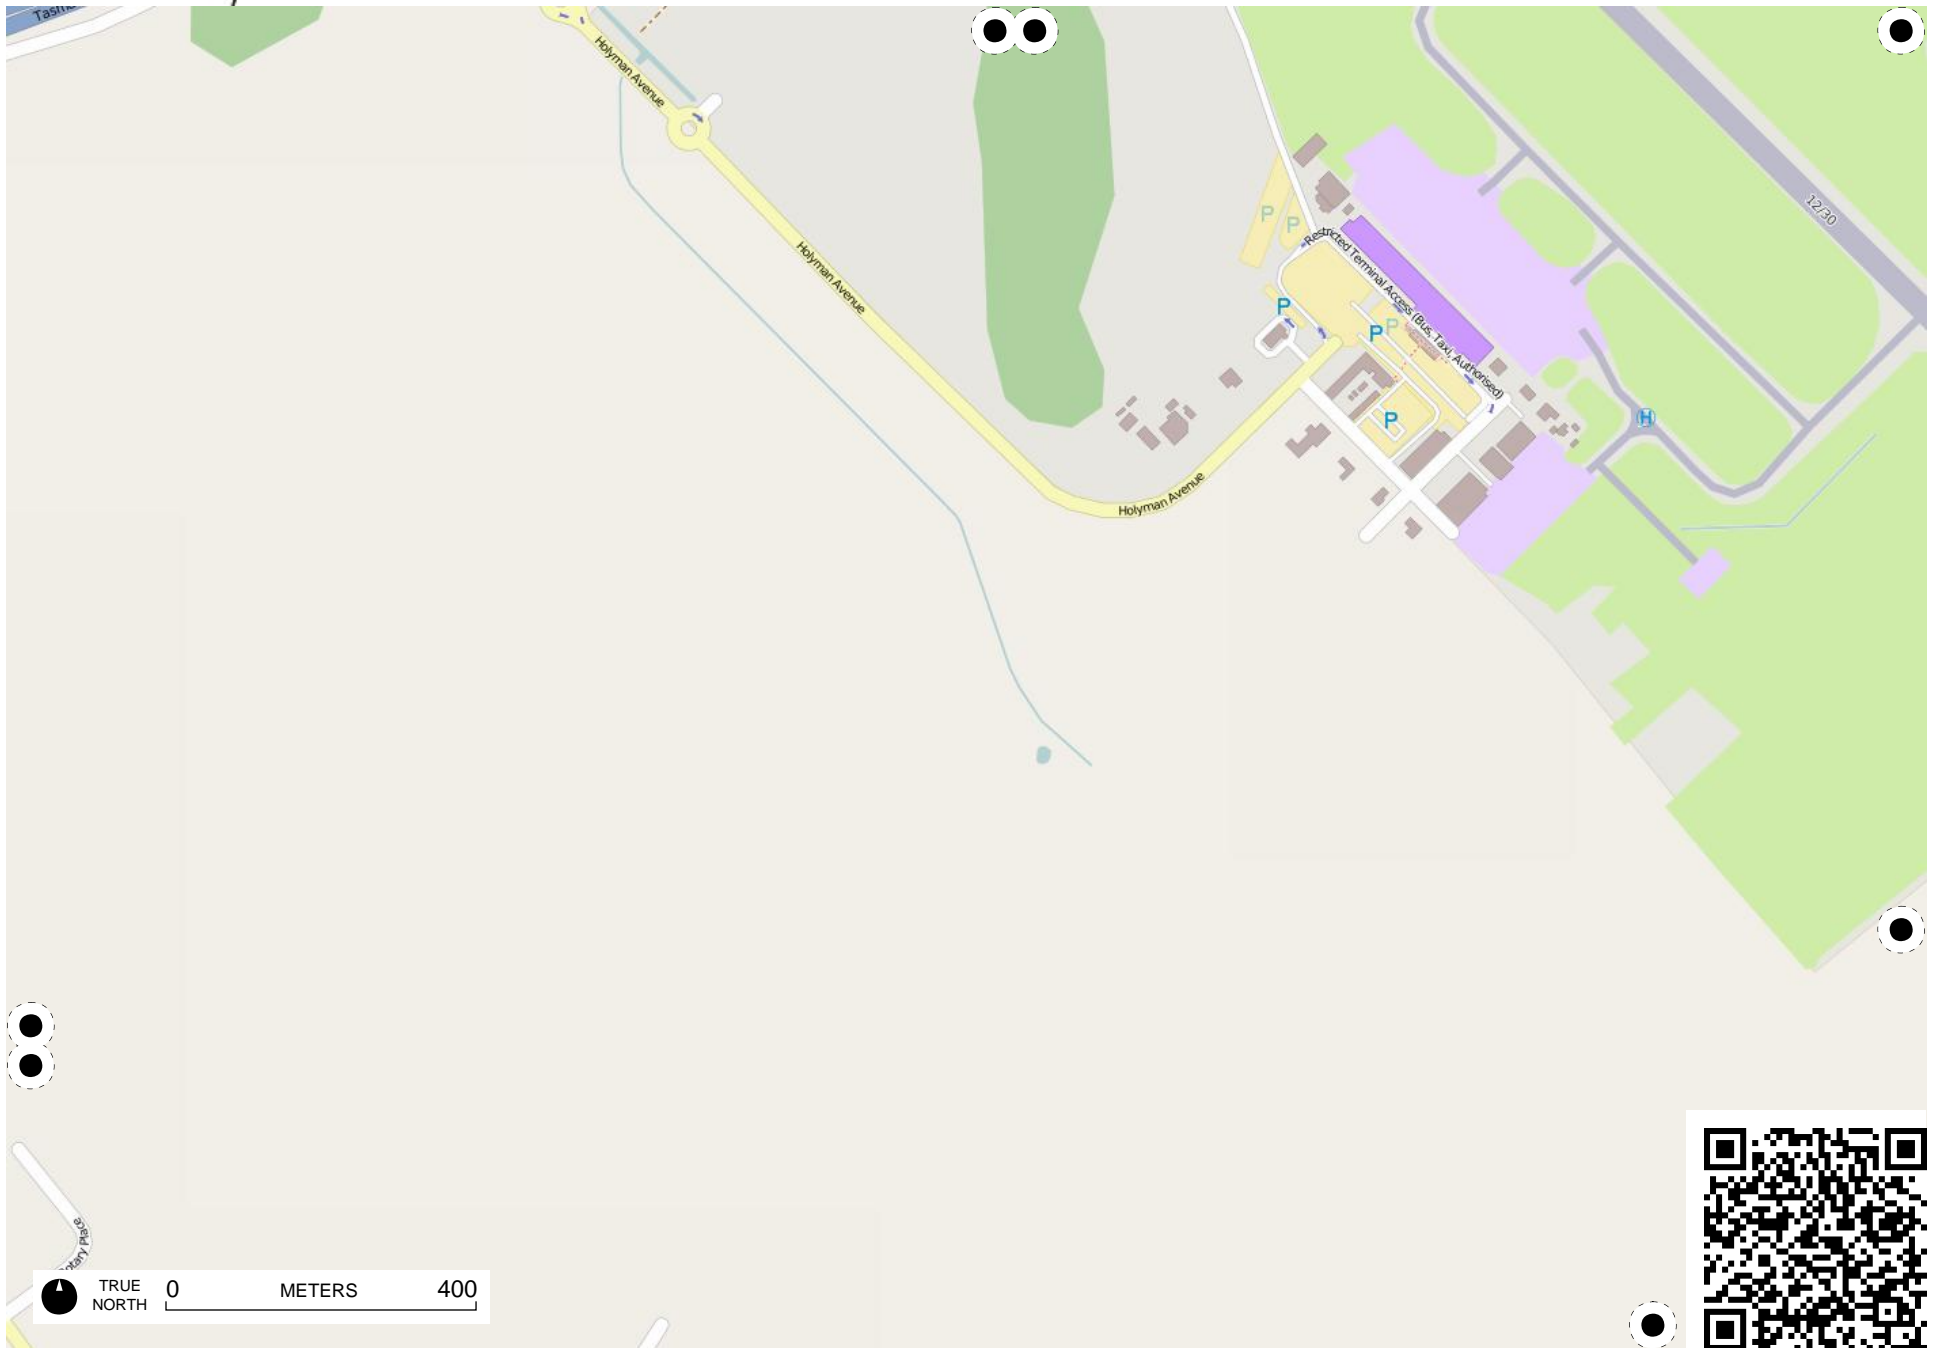 Holyman Avenue
12/30
P
P
Restricted Terminal Access (Bus, Taxi, Authorised)
Holyman Avenue
P
P
P
P
H
Holyman Avenue
TRUE
NORTH
0 METERS 400